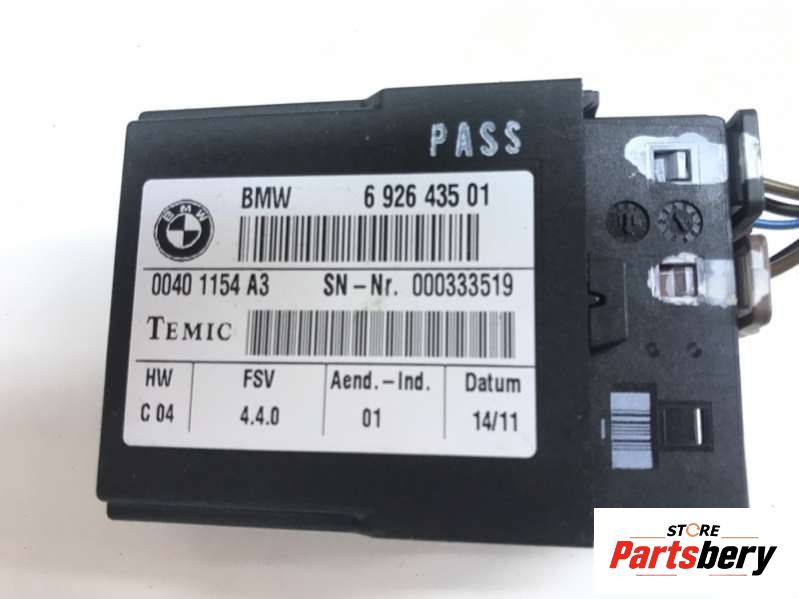 PASS
BMW 6 926 435 01
BMW
0040 1154 A3 SN-Nr. 000333519
TEMIC
HW FSV Aend.-Ind. Datum
C 04 4.4.0 01 14/11
STORE
Partsbery